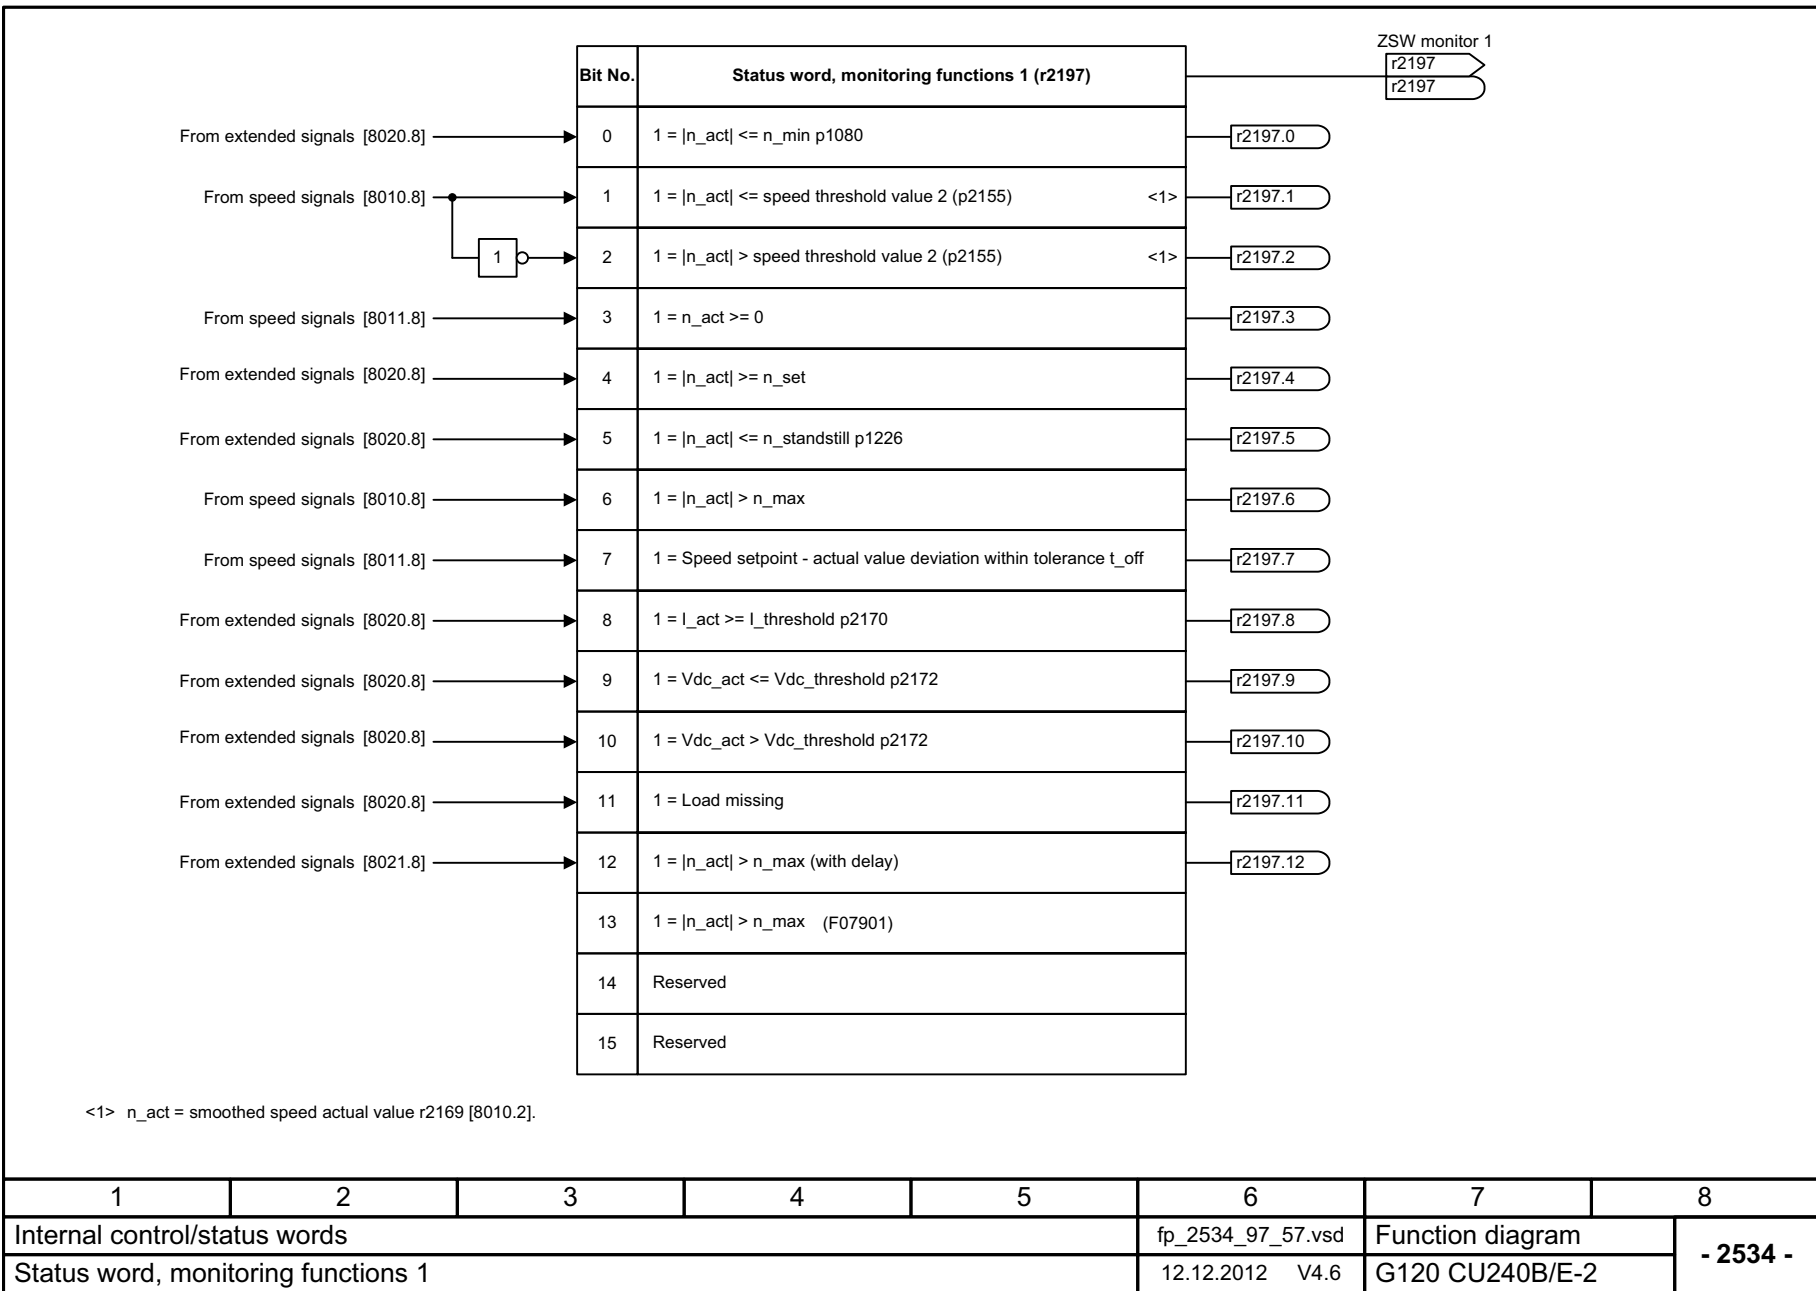 ZSW monitor 1
Bit No. Status word, monitoring functions 1 (r2197) r2197
r2197
From extended signals [8020.8] 0 1 = |n_act| <= n_min p1080 r2197.0
From speed signals [8010.8] 1 1 = |n_act| <= speed threshold value 2 (p2155) <1> r2197.1
1 2 1 = |n_act| > speed threshold value 2 (p2155) <1> r2197.2
From speed signals [8011.8] 3 1 = n_act >= 0 r2197.3
From extended signals [8020.8] 4 1 = |n_act| >= n_set r2197.4
From extended signals [8020.8] 5 1 = |n_act| <= n_standstill p1226 r2197.5
From speed signals [8010.8] 6 1 = |n_act| > n_max r2197.6
From speed signals [8011.8] 7 1 = Speed setpoint - actual value deviation within tolerance t_off r2197.7
From extended signals [8020.8] 8 1 = I_act >= I_threshold p2170 r2197.8
From extended signals [8020.8] 9 1 = Vdc_act <= Vdc_threshold p2172 r2197.9
From extended signals [8020.8] 10 1 = Vdc_act > Vdc_threshold p2172 r2197.10
From extended signals [8020.8] 11 1 = Load missing r2197.11
From extended signals [8021.8] 12 1 = |n_act| > n_max (with delay) r2197.12
13 1 = |n_act| > n_max (F07901)
14 Reserved
15 Reserved
<1> n_act = smoothed speed actual value r2169 [8010.2].
1 2 3 4 5 6 7 8
Internal control/status words fp_2534_97_57.vsd Function diagram - 2534 -
Status word, monitoring functions 1 12.12.2012 V4.6 G120 CU240B/E-2